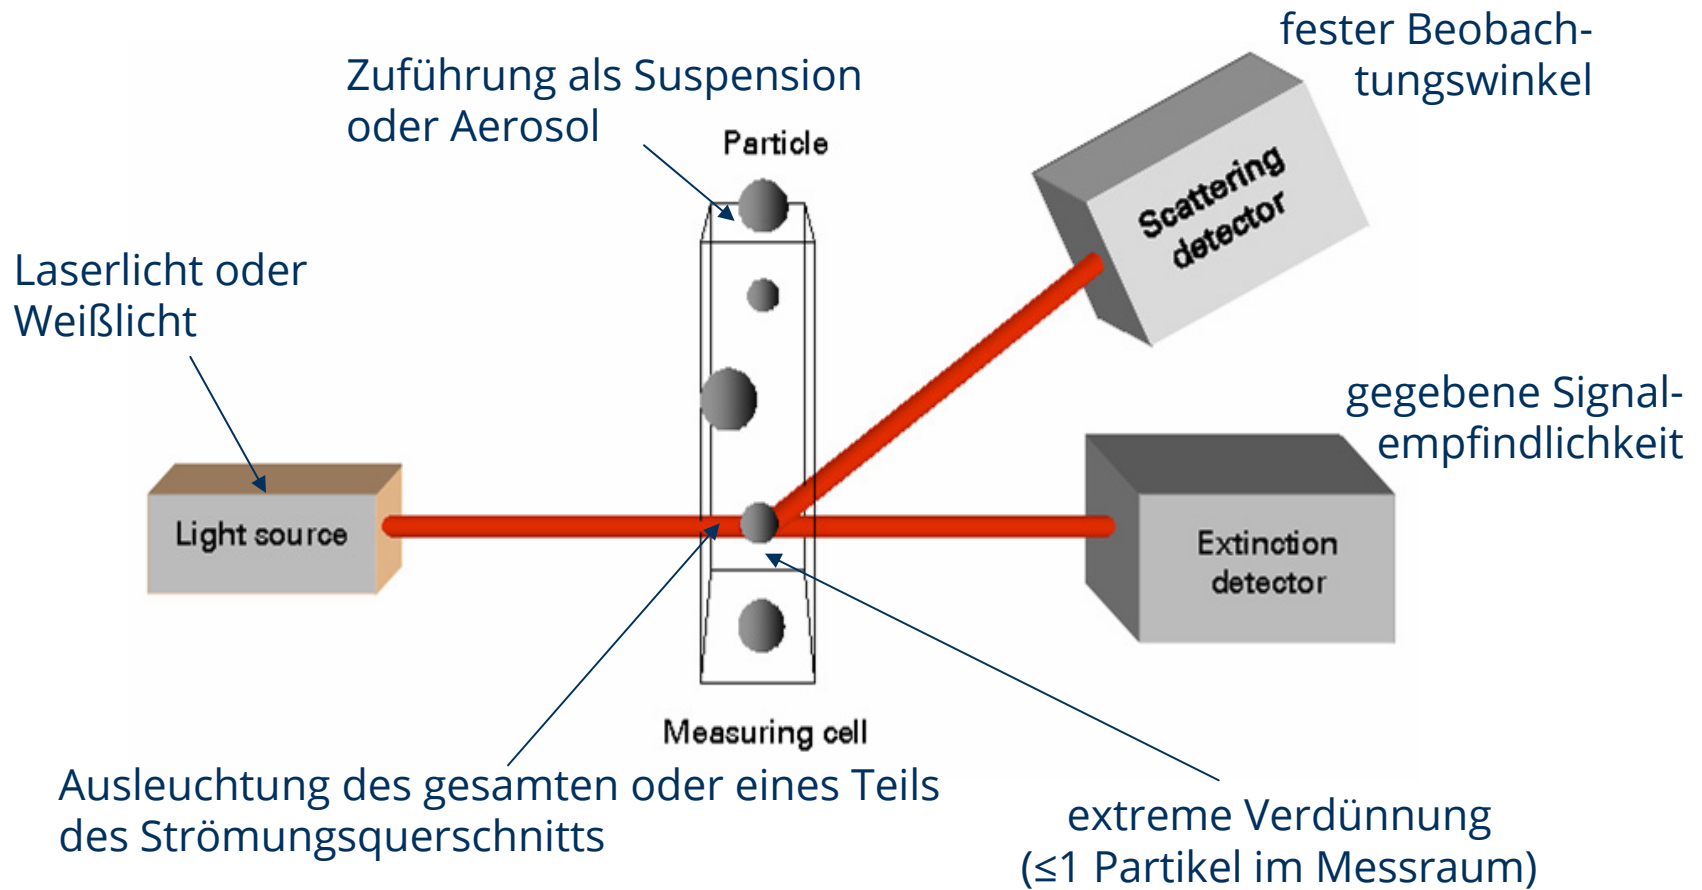 fester Beobach-
tungswinkel
Zuführung als Suspension
oder Aerosol
Particle
Scattering
detector
Laserlicht oder
Weißlicht
gegebene Signal-
empfindlichkeit
Light source
Extinction
detector
Measuring cell
Ausleuchtung des gesamten oder eines Teils
des Strömungsquerschnitts
extreme Verdünnung
(≤1 Partikel im Messraum)